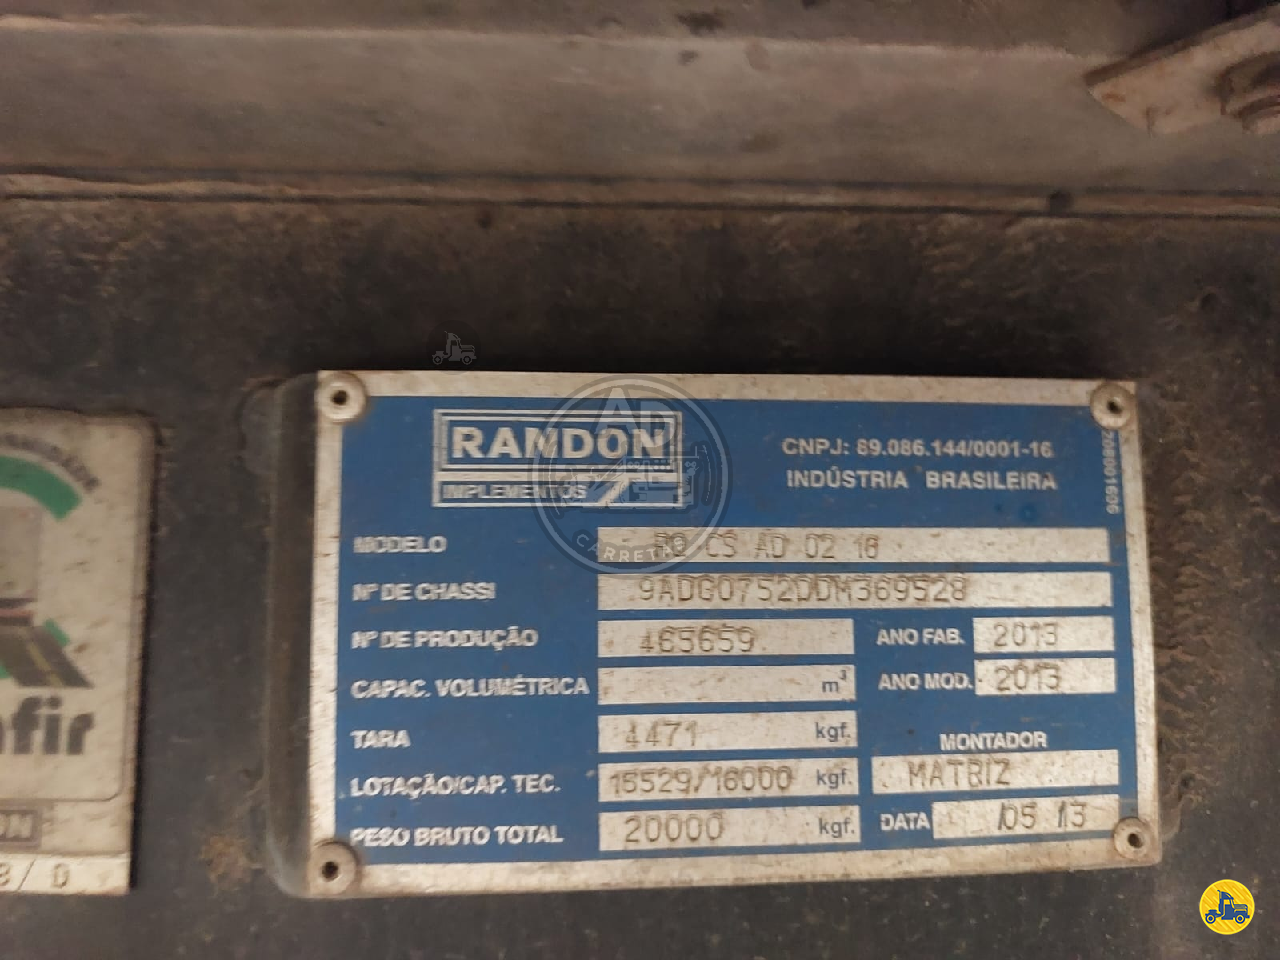 RANDON
IMPLEMENTOS
CNPJ: 89.086.144/0001-16
INDÚSTRIA BRASILEIRA
MODELO CS AD 02 16
Nº DE CHASSI 9ADG0752DDM369528
Nº DE PRODUÇÃO 465659 ANO FAB. 2013
CAPAC. VOLUMÉTRICA m³ ANO MOD. 2013
TARA 4471 kgf.
MONTADOR
LOTAÇÃO/CAP. TEC. 15529/16000 kgf. MATRIZ
PESO BRUTO TOTAL 20000 kgf. DATA /05 /13
CARRETAS